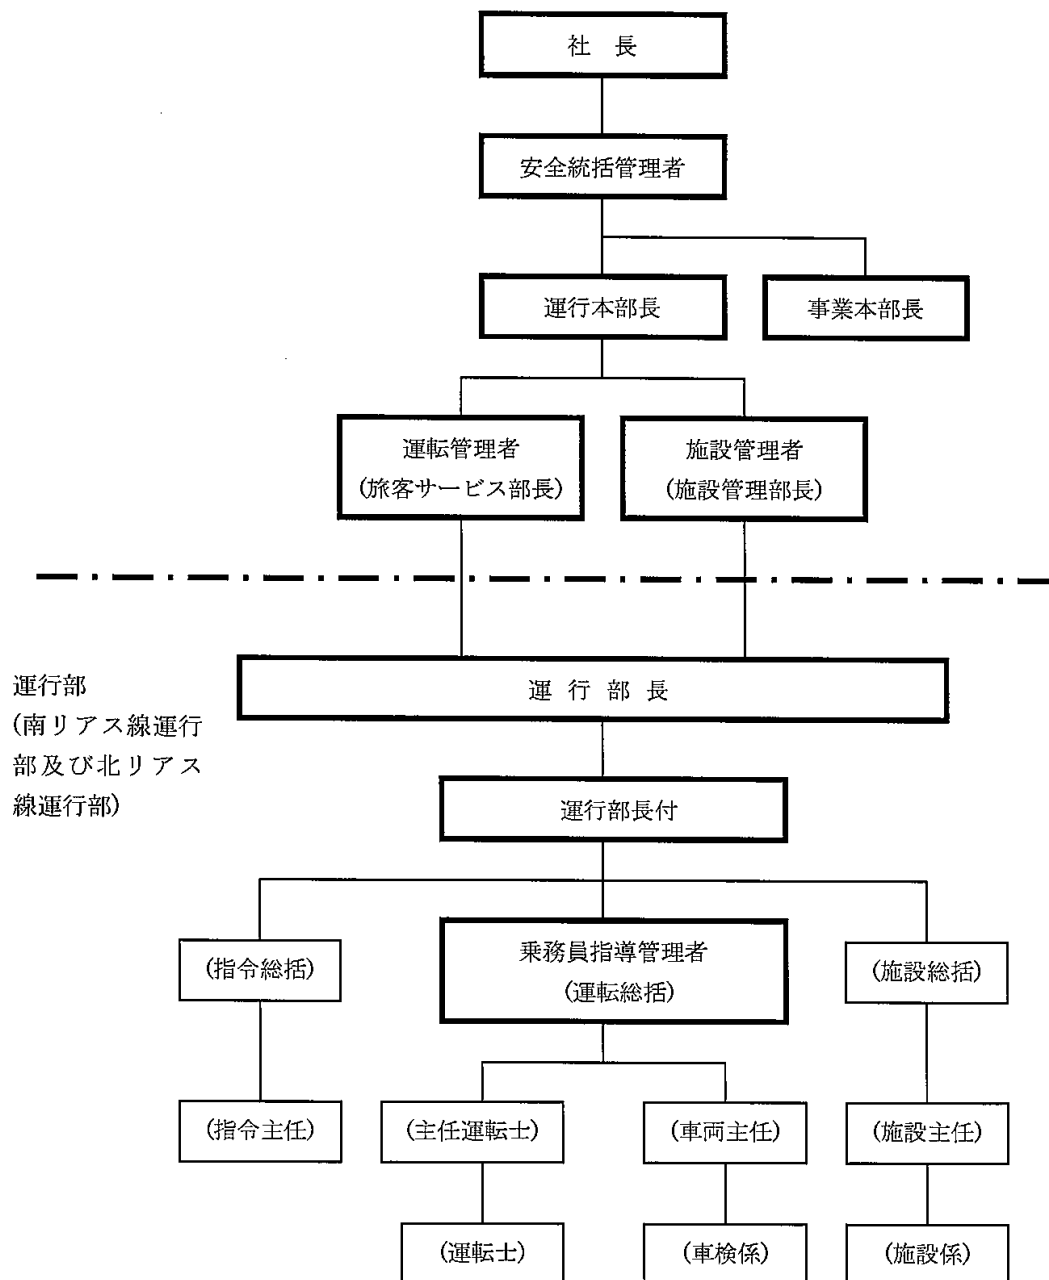 社　長
安全統括管理者
運行本部長
事業本部長
運転管理者
(旅客サービス部長)
施設管理者
(施設管理部長)
運行部
(南リアス線運行
部及び北リアス
線運行部)
運 行 部 長
運行部長付
(指令総括)
乗務員指導管理者
(運転総括)
(施設総括)
(指令主任)
(主任運転士)
(車両主任)
(施設主任)
(運転士)
(車検係)
(施設係)